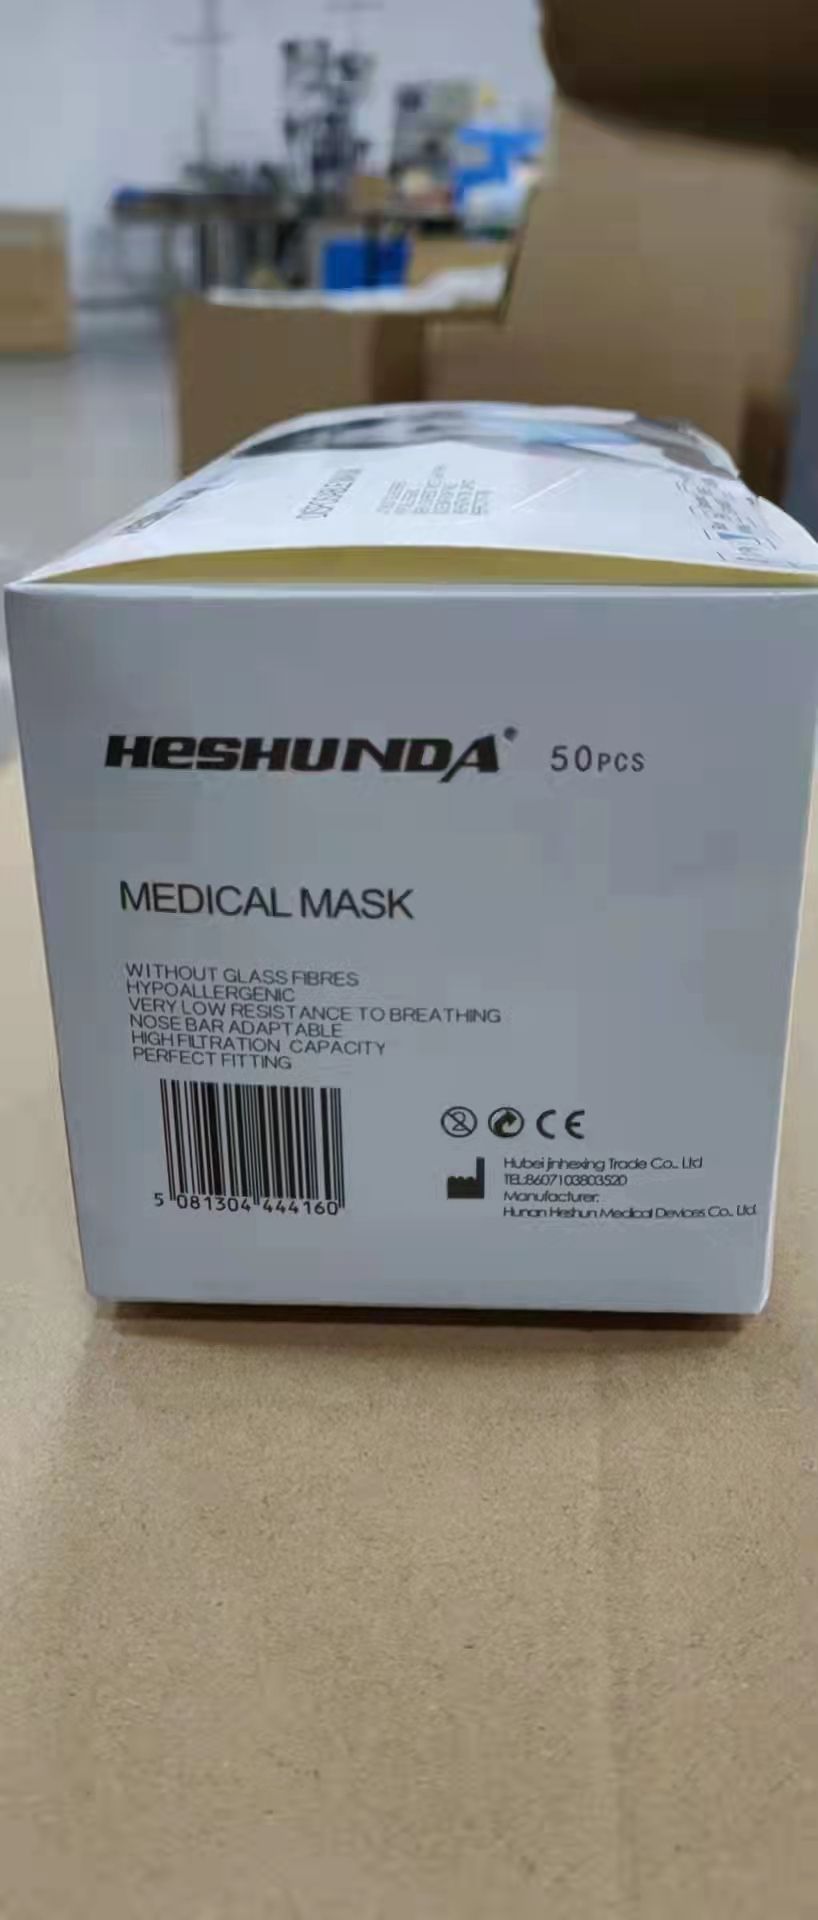 HESHUNDA® 50PCS
MEDICAL MASK
WITHOUT GLASS FIBRES
HYPOALLERGENIC
VERY LOW RESISTANCE TO BREATHING
NOSE BAR ADAPTABLE
HIGH FILTRATION CAPACITY
PERFECT FITTING
5 081304 444160
2
CE
Hubei jinhexing Trade Co., Ltd
TEL:8607103803520
Manufacturer:
Hunan Heshun Medical Devices Co., Ltd.